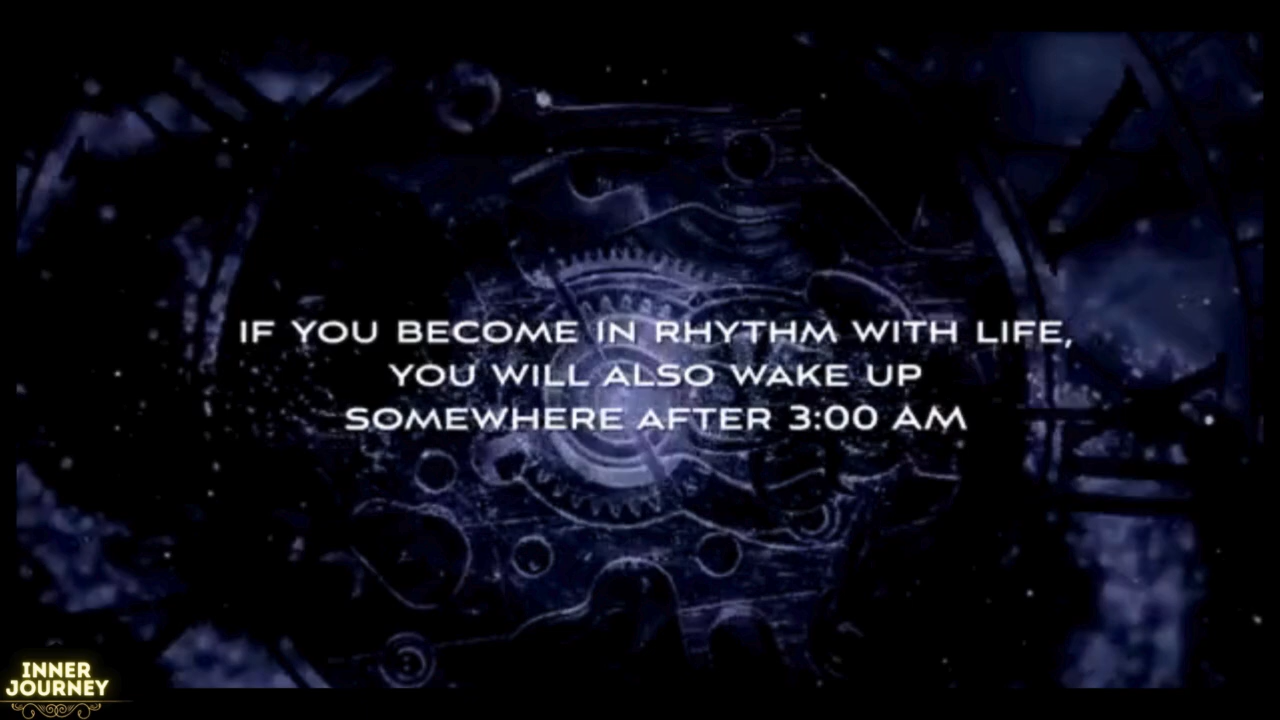 IF YOU BECOME IN RHYTHM WITH LIFE,
YOU WILL ALSO WAKE UP
SOMEWHERE AFTER 3:00 AM
INNER
JOURNEY